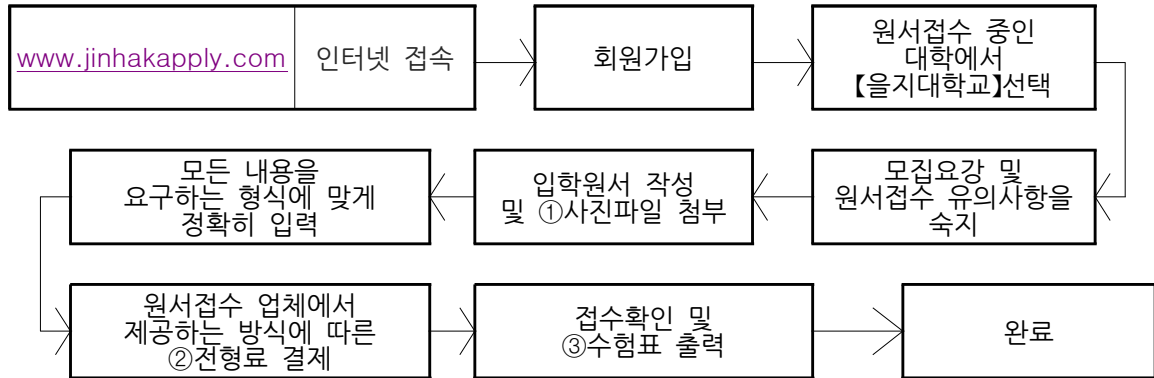 www.jinhakapply.com
인터넷 접속
회원가입
원서접수 중인
대학에서
【을지대학교】선택
모집요강 및
원서접수 유의사항을
숙지
입학원서 작성
및 ①사진파일 첨부
모든 내용을
요구하는 형식에 맞게
정확히 입력
원서접수 업체에서
제공하는 방식에 따른
②전형료 결제
접수확인 및
③수험표 출력
완료